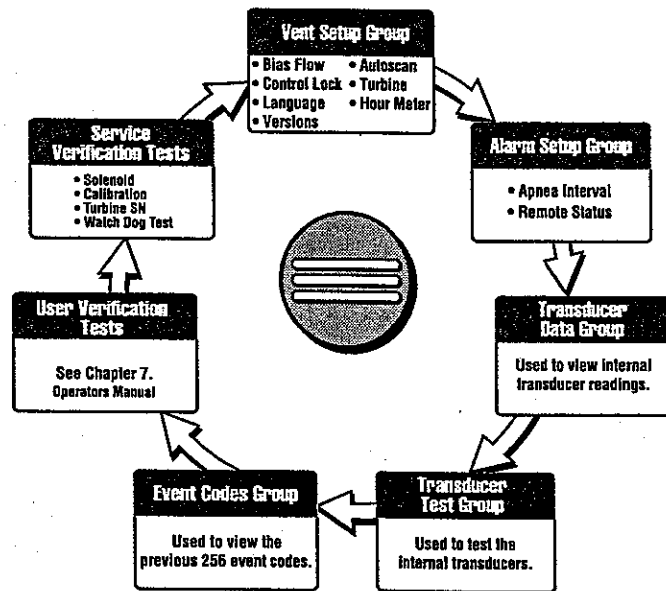 Vent Setup Group
• Bias Flow • Autoscan
• Control Lock • Turbine
• Language • Hour Meter
• Versions
Alarm Setup Group
• Apnea Interval
• Remote Status
Transducer
Data Group
Used to view internal
transducer readings.
Transducer
Test Group
Used to test the
internal transducers.
Event Codes Group
Used to view the
previous 256 event codes.
User Verification
Tests
See Chapter 7.
Operators Manual
Service
Verification Tests
• Solenoid
• Calibration
• Turbine SN
• Watch Dog Test